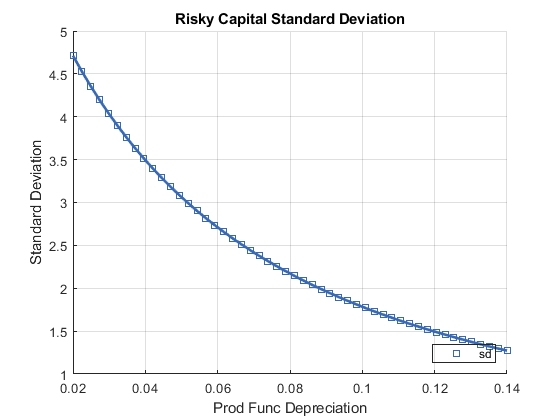 Risky Capital Standard Deviation
5
4.5
4
3.5
3
2.5
2
1.5
1
Standard Deviation
sd
0.02 0.04 0.06 0.08 0.1 0.12 0.14
Prod Func Depreciation